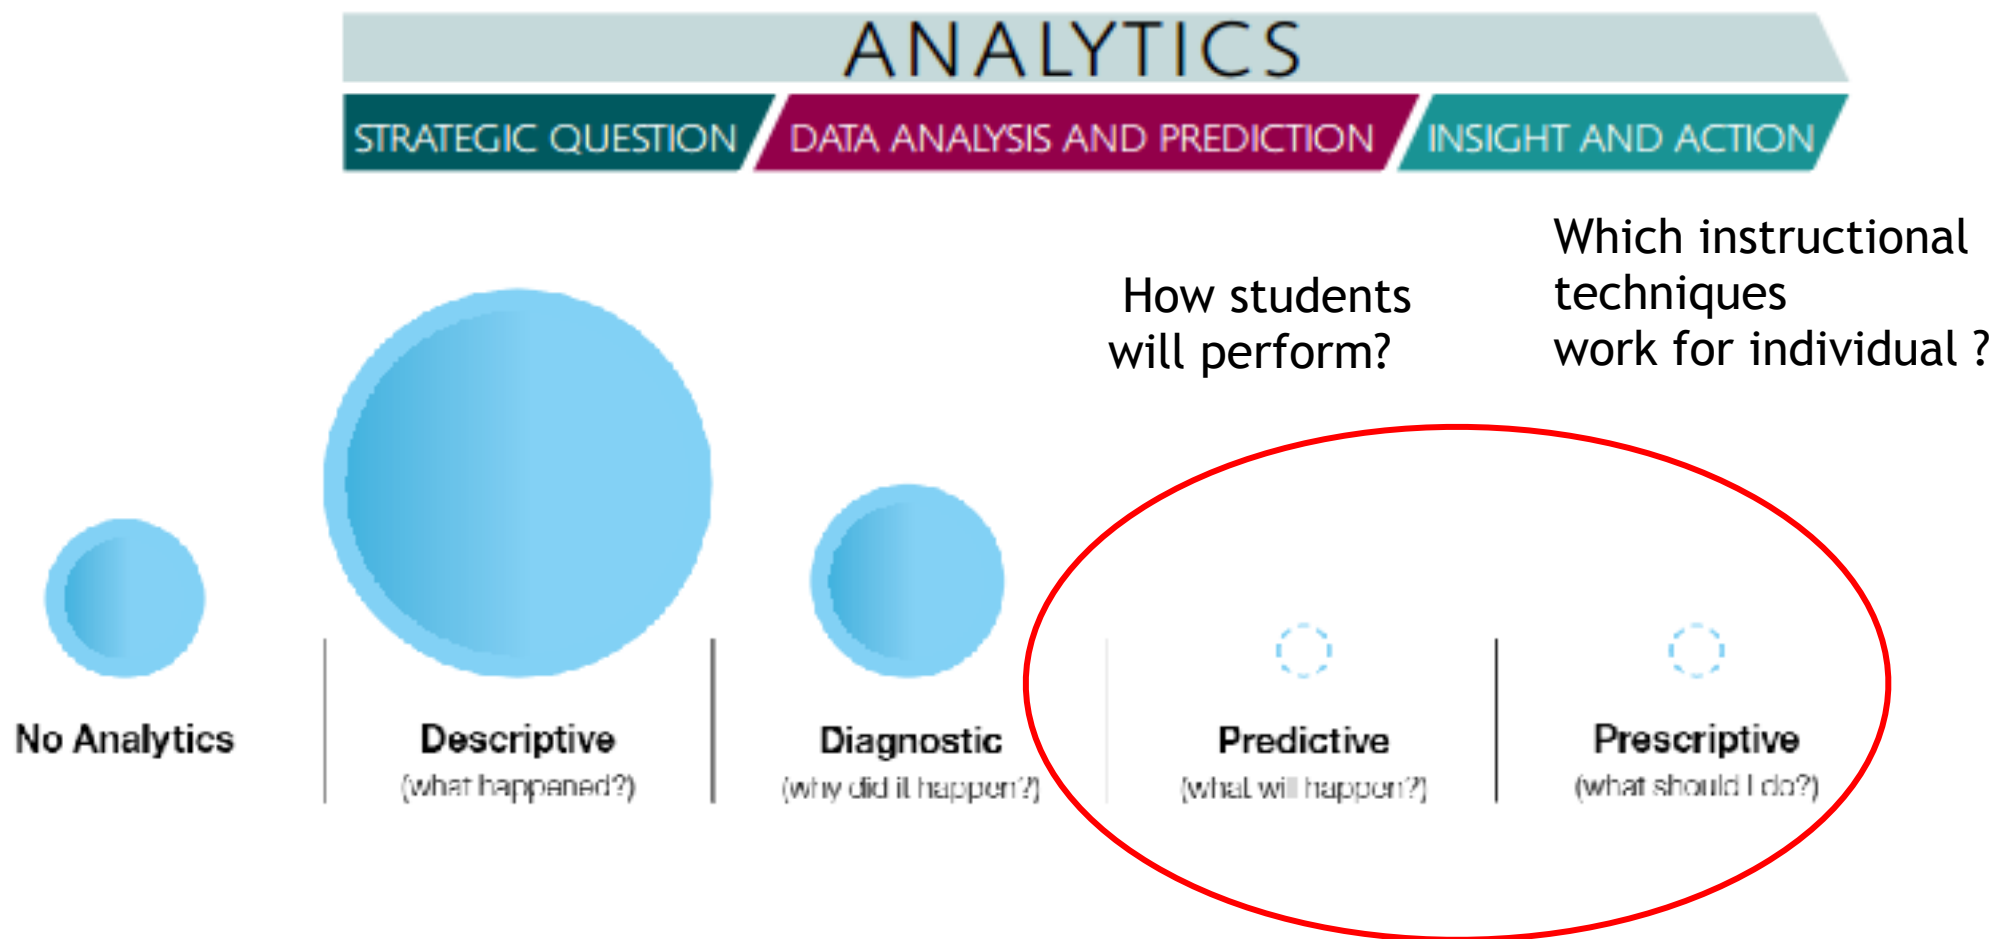 ANALYTICS
STRATEGIC QUESTION
DATA ANALYSIS AND PREDICTION
INSIGHT AND ACTION
How students
will perform?
Which instructional
techniques
work for individual ?
No Analytics
Descriptive
(what happened?)
Diagnostic
(why did it happen?)
Predictive
(what will happen?)
Prescriptive
(what should I do?)